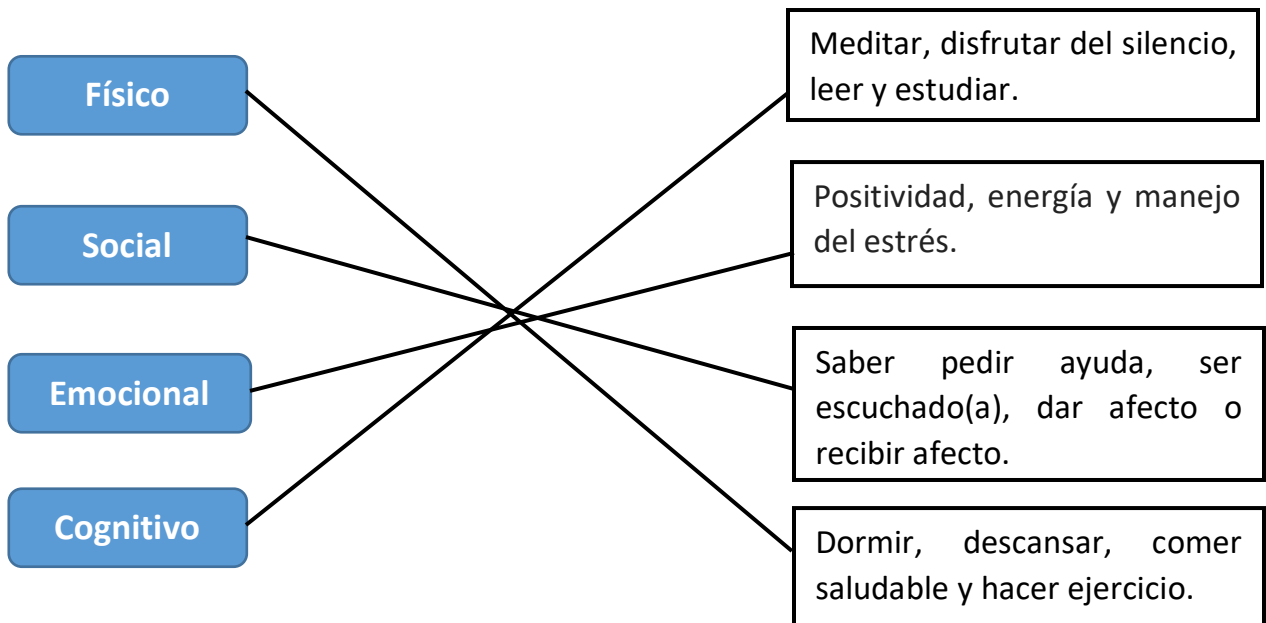 Físico
Social
Emocional
Cognitivo
Meditar, disfrutar del silencio,
leer y estudiar.
Positividad, energía y manejo
del estrés.
Saber pedir ayuda, ser
escuchado(a), dar afecto o
recibir afecto.
Dormir, descansar, comer
saludable y hacer ejercicio.